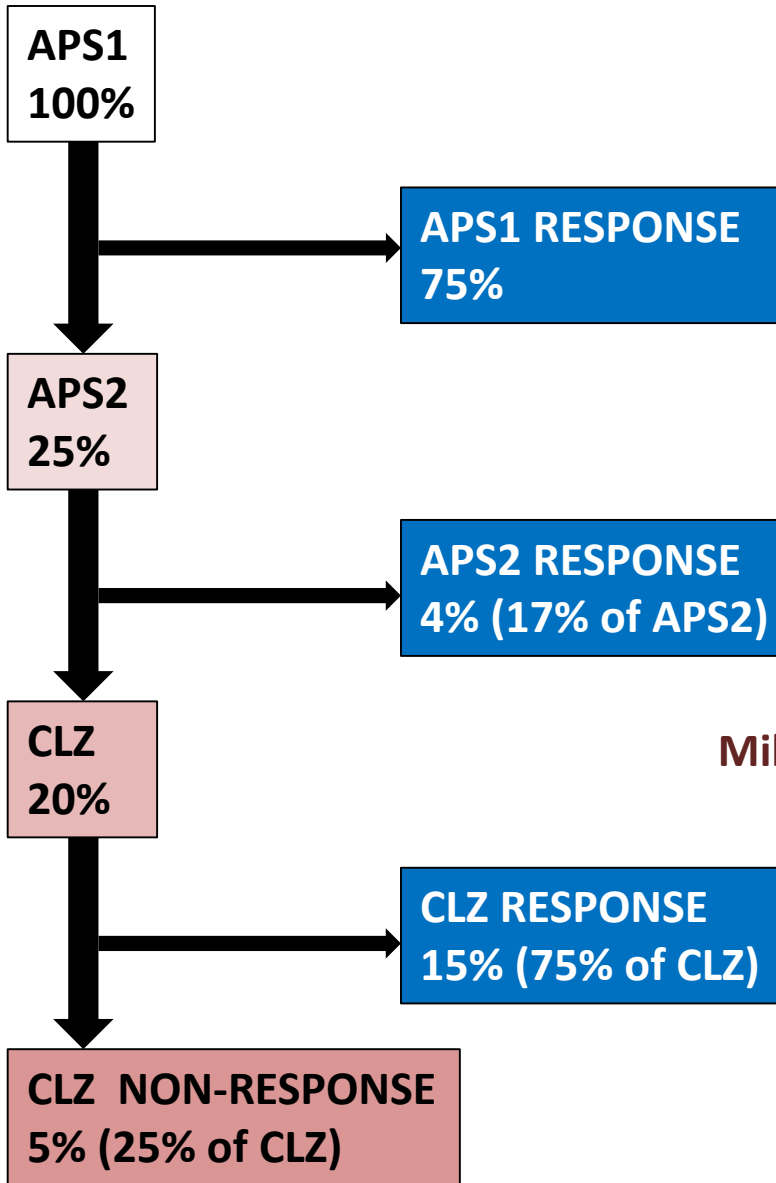 APS1
100%
APS1 RESPONSE
75%
APS2
25%
APS2 RESPONSE
4% (17% of APS2)
CLZ
20%
CLZ RESPONSE
15% (75% of CLZ)
CLZ NON-RESPONSE
5% (25% of CLZ)